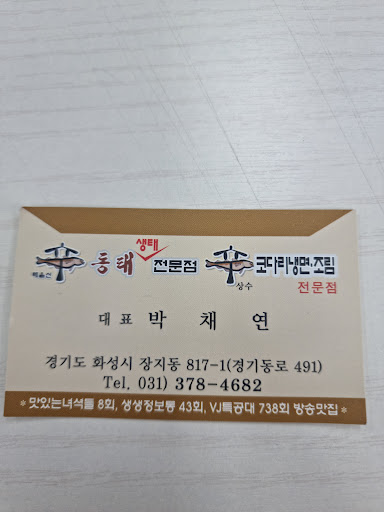 생태
동태 전문점 코다리냉면·조림
상수 전문점
대표 박 채 연
경기도 화성시 장지동 817-1(경기동로 491)
Tel, 031) 378-4682
* 맛있는녀석들 8회, 생생정보통 43회, VJ특공대 738회 방송맛집 *